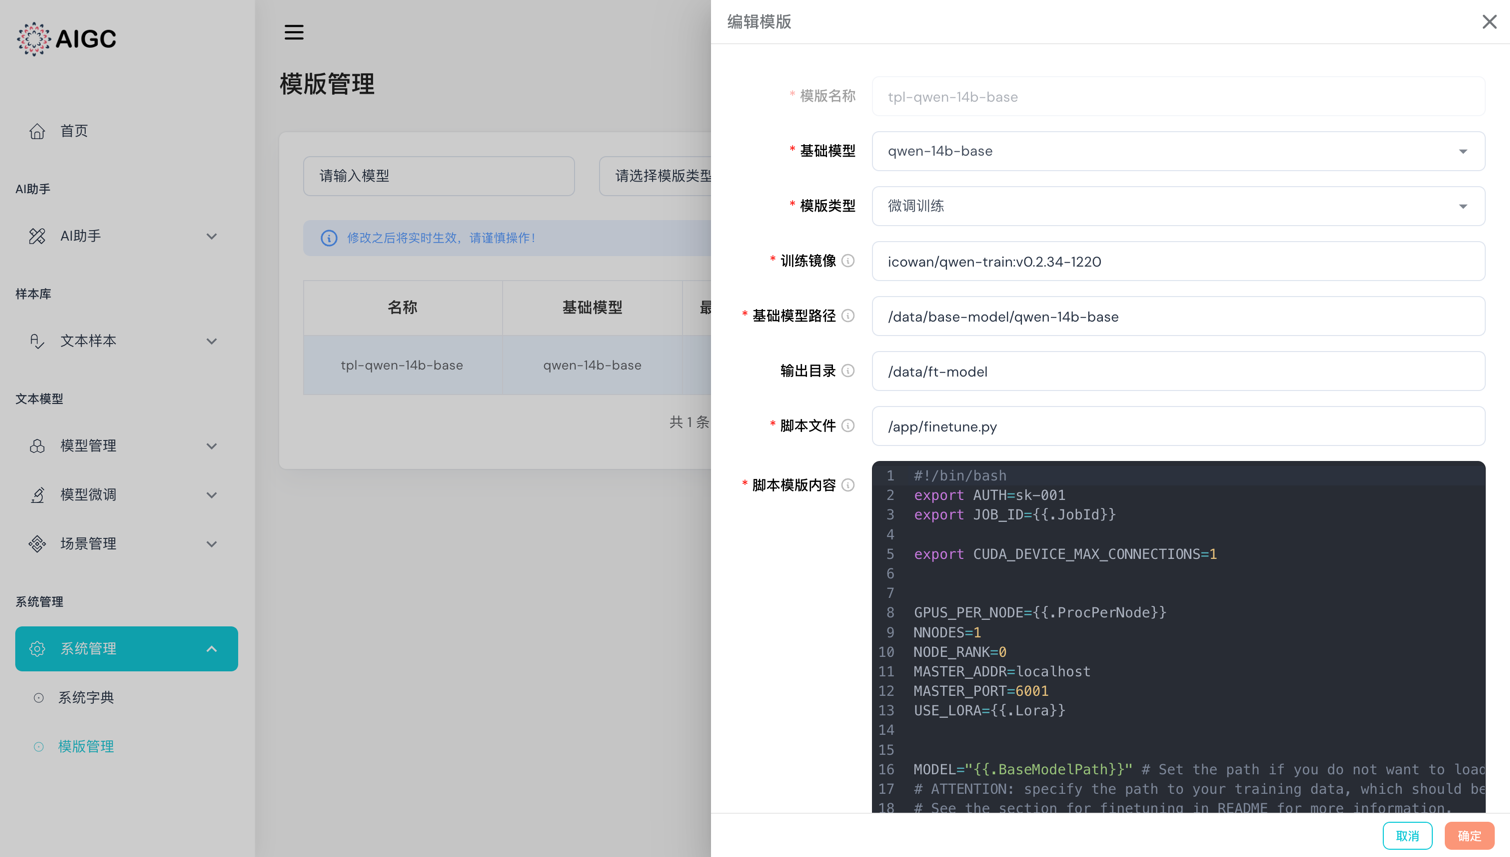 AIGC
首页
AI助手
AI助手
样本库
文本样本
文本模型
模型管理
模型微调
场景管理
系统管理
系统管理
系统字典
模版管理
模版管理
请输入模型
请选择模版类型
修改之后将实时生效，请谨慎操作！
名称 基础模型 最
tpl-qwen-14b-base qwen-14b-base
共 1 条
编辑模版
* 模版名称 tpl-qwen-14b-base
* 基础模型 qwen-14b-base
* 模版类型 微调训练
* 训练镜像 icowan/qwen-train:v0.2.34-1220
* 基础模型路径 /data/base-model/qwen-14b-base
输出目录 /data/ft-model
* 脚本文件 /app/finetune.py
* 脚本模版内容
1 #!/bin/bash
2 export AUTH=sk-001
3 export JOB_ID={{.JobId}}
4
5 export CUDA_DEVICE_MAX_CONNECTIONS=1
6
7
8 GPUS_PER_NODE={{.ProcPerNode}}
9 NNODES=1
10 NODE_RANK=0
11 MASTER_ADDR=localhost
12 MASTER_PORT=6001
13 USE_LORA={{.Lora}}
14
15
16 MODEL="{{.BaseModelPath}}" # Set the path if you do not want to load
17 # ATTENTION: specify the path to your training data, which should be
18 # See the section for finetuning in README for more information.
取消
确定